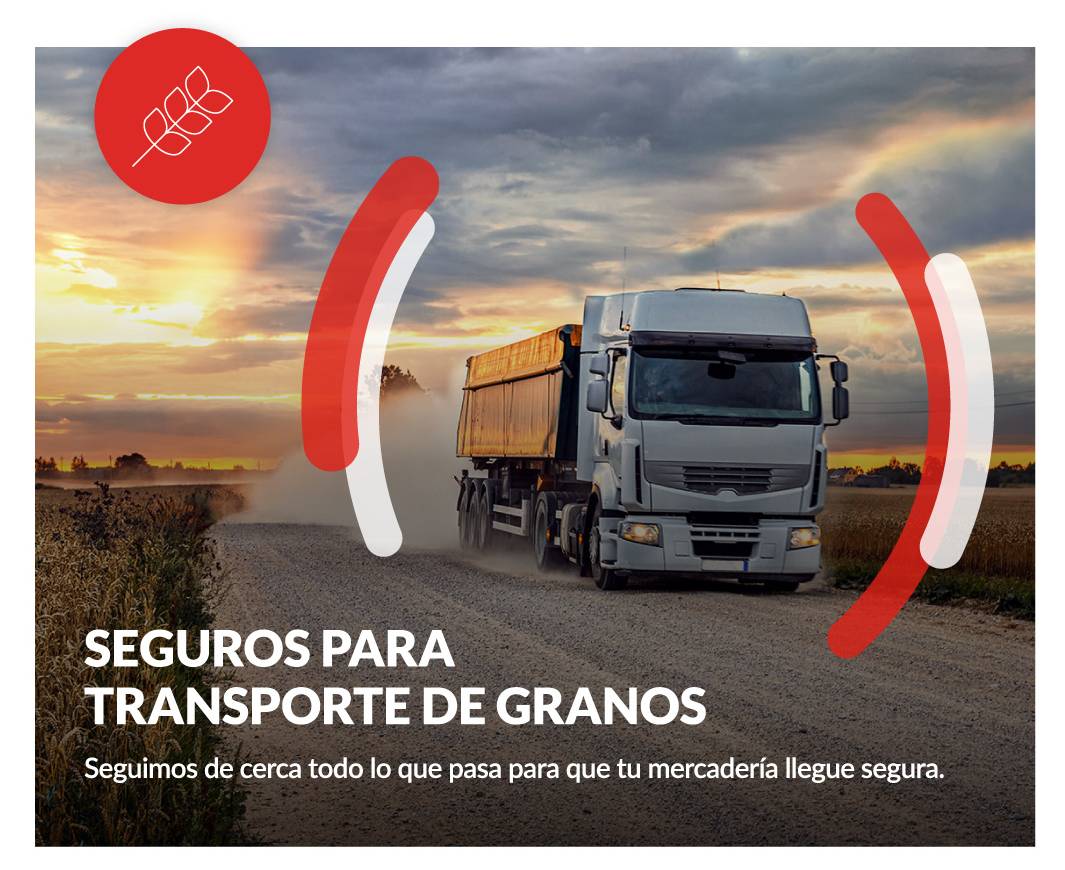 SEGUROS PARA
TRANSPORTE DE GRANOS
Seguimos de cerca todo lo que pasa para que tu mercadería llegue segura.